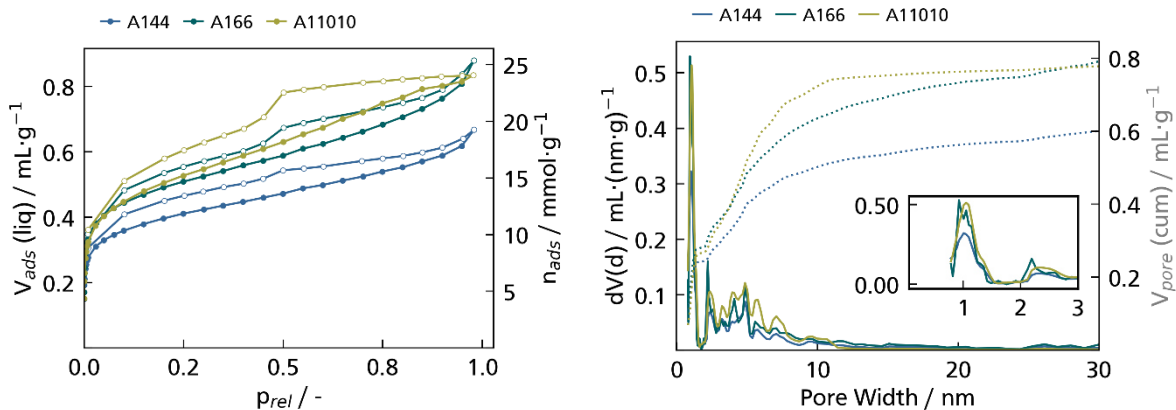 A144 A166 A11010
V_ads (liq) / mL·g⁻¹
0.8
0.6
0.4
0.2
25
20
15
10
5
n_ads / mmol·g⁻¹
0.0 0.2 0.5 0.8 1.0
p_rel / -
A144 A166 A11010
dV(d) / mL·(nm·g)⁻¹
0.5
0.4
0.3
0.2
0.1
0.50
0.00
1 2 3
0.8
0.6
0.4
0.2
V_pore (cum) / mL·g⁻¹
0 10 20 30
Pore Width / nm